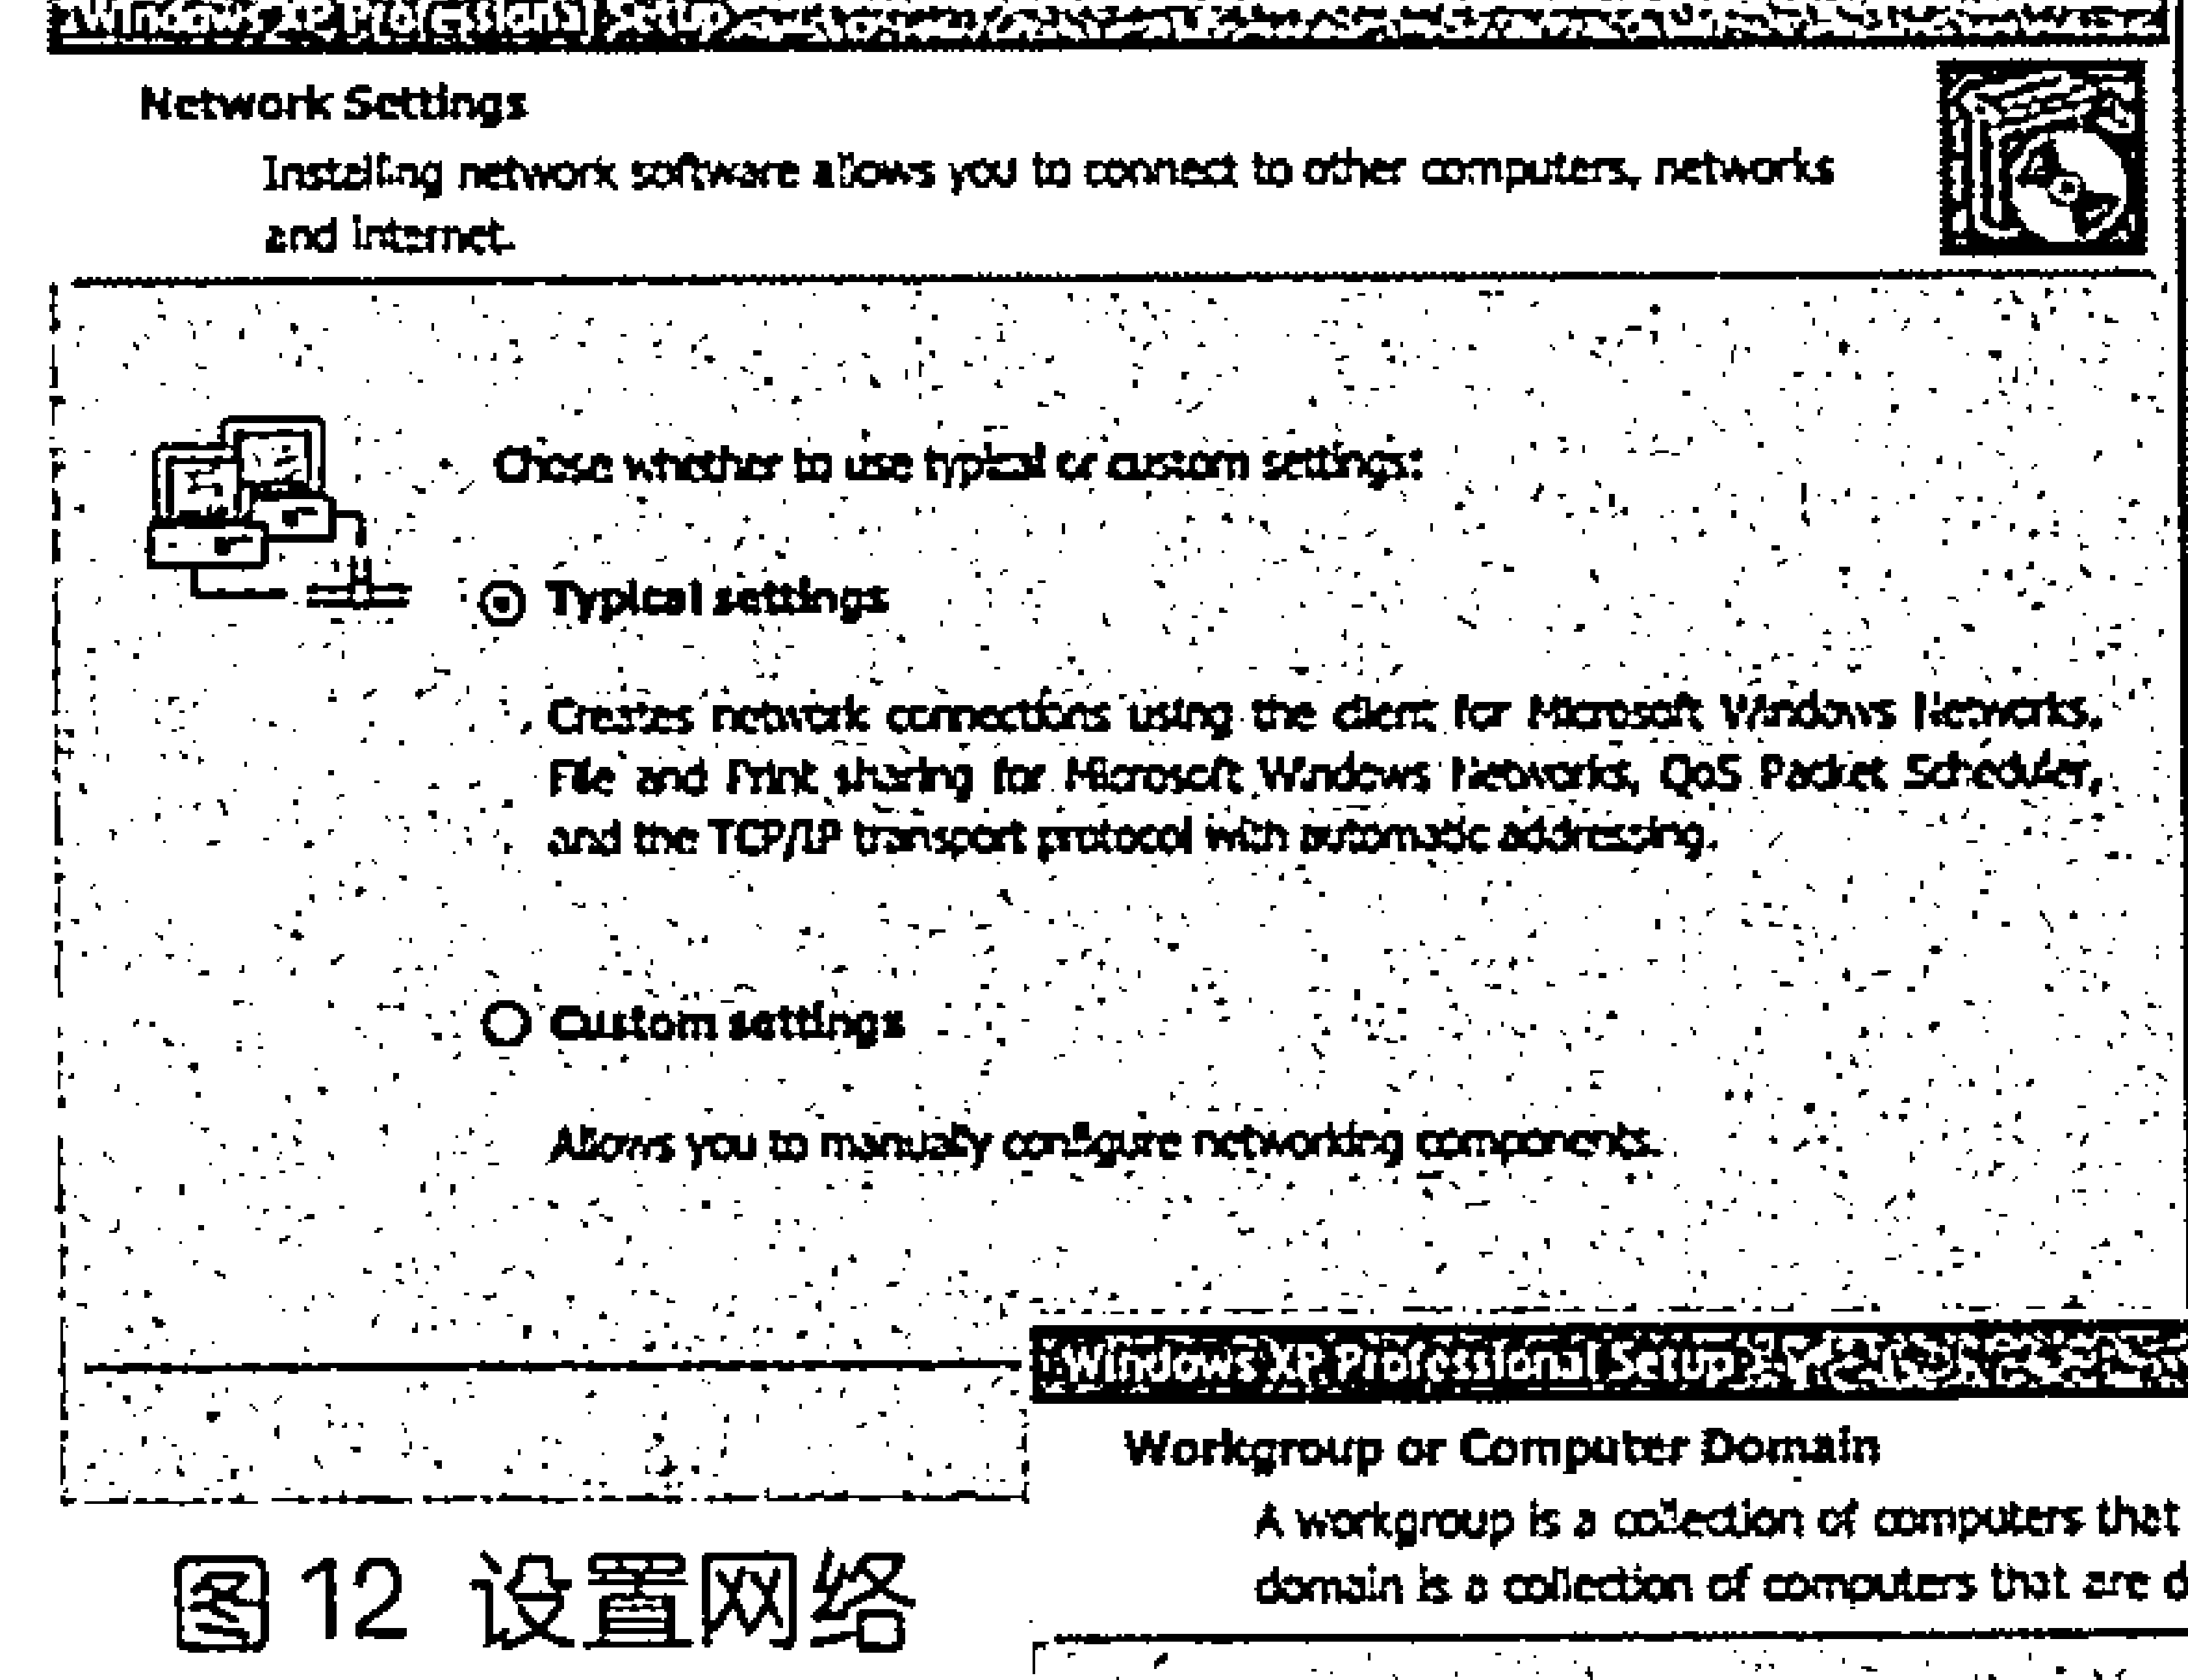 Windows XP Professional Setup
Network Settings
Installing network software allows you to connect to other computers, networks
and internet.
Chose whether to use typical or custom settings:
Typical settings
Creates network connections using the client for Microsoft Windows Networks,
File and Print sharing for Microsoft Windows Networks, QoS Packet Scheduler,
and the TCP/IP transport protocol with automatic addressing.
Custom settings
Allows you to manually configure networking components.
Windows XP Professional Setup
Workgroup or Computer Domain
A workgroup is a collection of computers that
domain is a collection of computers that are d
图12 设置网络